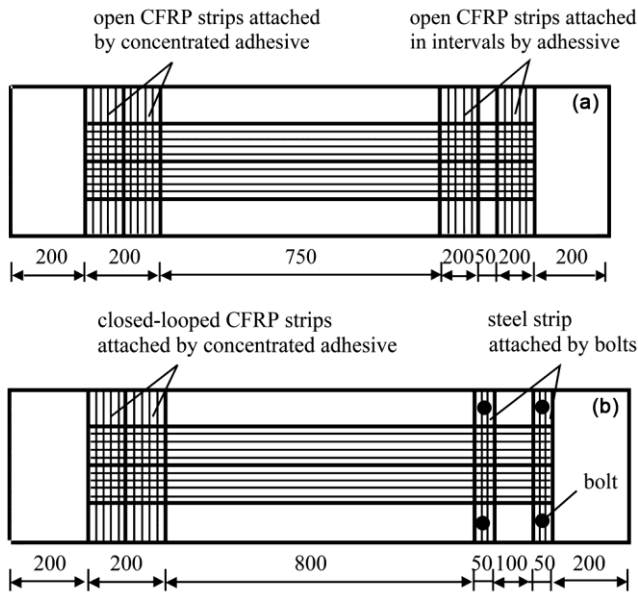 open CFRP strips attached
by concentrated adhesive
open CFRP strips attached
in intervals by adhessive
(a)
200 200 750 200 50 200 200
closed-looped CFRP strips
attached by concentrated adhesive
steel strip
attached by bolts
(b)
bolt
200 200 800 50 100 50 200